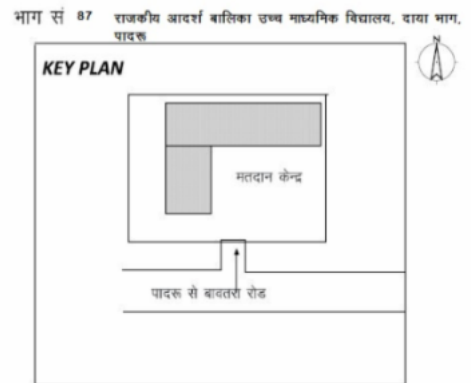 भाग सं 87 राजकीय आदर्श बालिका उच्च माध्यमिक विद्यालय, दाया भाग,
पादरू
N
KEY PLAN
मतदान केन्द्र
पादरू से बावतरा रोड